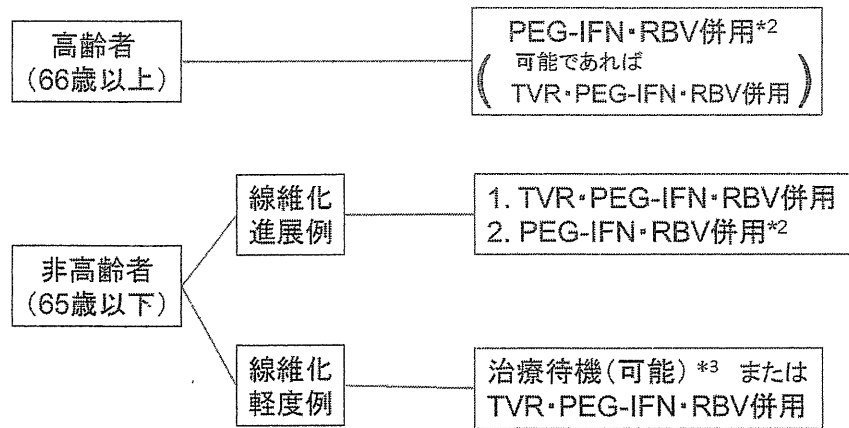 高齢者
(66歳以上)
PEG-IFN・RBV併用*2
(可能であれば
TVR・PEG-IFN・RBV併用)
線維化
進展例
1. TVR・PEG-IFN・RBV併用
2. PEG-IFN・RBV併用*2
非高齢者
(65歳以下)
線維化
軽度例
治療待機(可能)*3 または
TVR・PEG-IFN・RBV併用